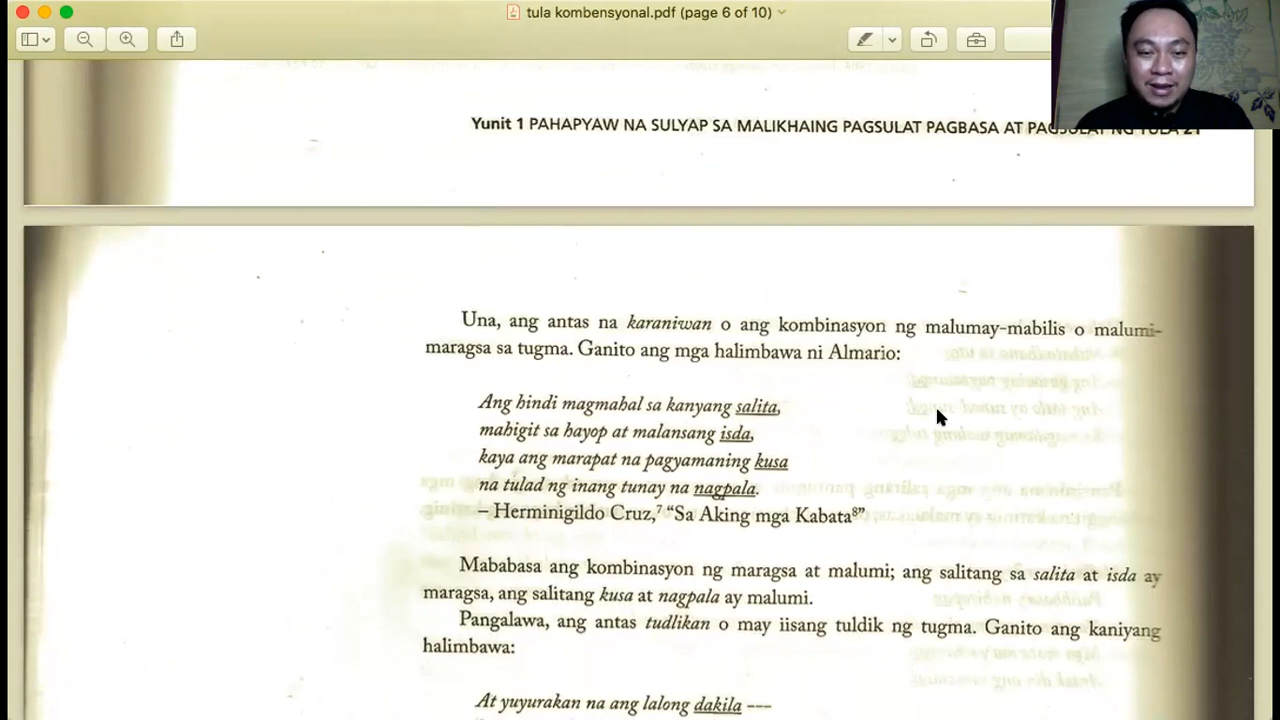 tula kombensyonal.pdf (page 6 of 10)
Yunit 1 PAHAPYAW NA SULYAP SA MALIKHAING PAGSULAT PAGBASA AT PAGSULAT NG TULA 21
Una, ang antas na karaniwan o ang kombinasyon ng malumay-mabilis o malumi-
maragsa sa tugma. Ganito ang mga halimbawa ni Almario:
Ang hindi magmahal sa kanyang salita,
mahigit sa hayop at malansang isda,
kaya ang marapat na pagyamaning kusa
na tulad ng inang tunay na nagpala.
– Herminigildo Cruz,⁷ “Sa Aking mga Kabata⁸”
Mababasa ang kombinasyon ng maragsa at malumi; ang salitang sa salita at isda ay
maragsa, ang salitang kusa at nagpala ay malumi.
Pangalawa, ang antas tudlikan o may iisang tuldik ng tugma. Ganito ang kaniyang
halimbawa:
At yuyurakan na ang lalong dakila ---